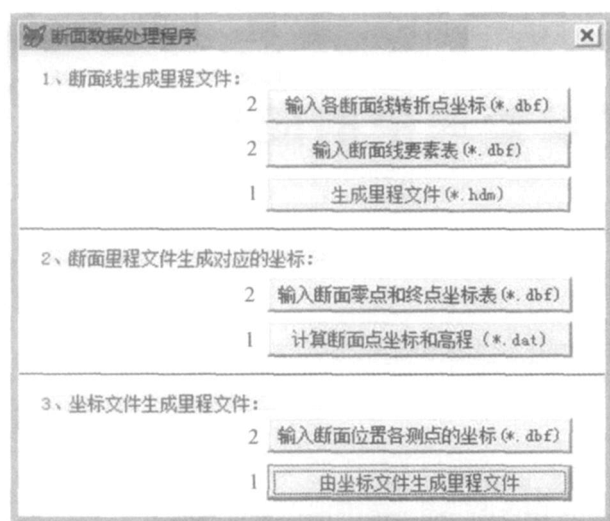 断面数据处理程序
1、断面线生成里程文件:
2 输入各断面线转折点坐标(*.dbf)
2 输入断面线要素表(*.dbf)
1 生成里程文件(*.hdm)
2、断面里程文件生成对应的坐标:
2 输入断面零点和终点坐标表(*.dbf)
1 计算断面点坐标和高程 (*.dat)
3、坐标文件生成里程文件:
2 输入断面位置各测点的坐标(*.dbf)
1 由坐标文件生成里程文件